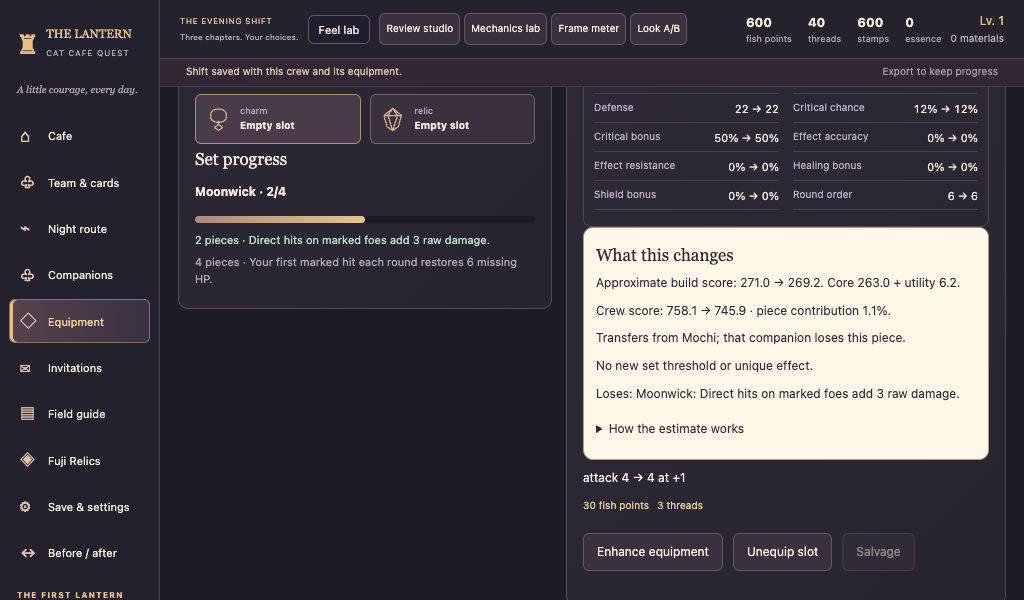 THE LANTERN
CAT CAFE QUEST
A little courage, every day.
Cafe
Team & cards
Night route
Companions
Equipment
Invitations
Field guide
Fuji Relics
Save & settings
Before / after
THE FIRST LANTERN
THE EVENING SHIFT
Three chapters. Your choices.
Feel lab
Review studio
Mechanics lab
Frame meter
Look A/B
600
fish points
40
threads
600
stamps
0
essence
Lv. 1
0 materials
Shift saved with this crew and its equipment.
Export to keep progress
charm
Empty slot
relic
Empty slot
Set progress
Moonwick · 2/4
2 pieces · Direct hits on marked foes add 3 raw damage.
4 pieces · Your first marked hit each round restores 6 missing
HP.
Defense 22 → 22
Critical chance 12% → 12%
Critical bonus 50% → 50%
Effect accuracy 0% → 0%
Effect resistance 0% → 0%
Healing bonus 0% → 0%
Shield bonus 0% → 0%
Round order 6 → 6
What this changes
Approximate build score: 271.0 → 269.2. Core 263.0 + utility 6.2.
Crew score: 758.1 → 745.9 · piece contribution 1.1%.
Transfers from Mochi; that companion loses this piece.
No new set threshold or unique effect.
Loses: Moonwick: Direct hits on marked foes add 3 raw damage.
How the estimate works
attack 4 → 4 at +1
30 fish points 3 threads
Enhance equipment
Unequip slot
Salvage